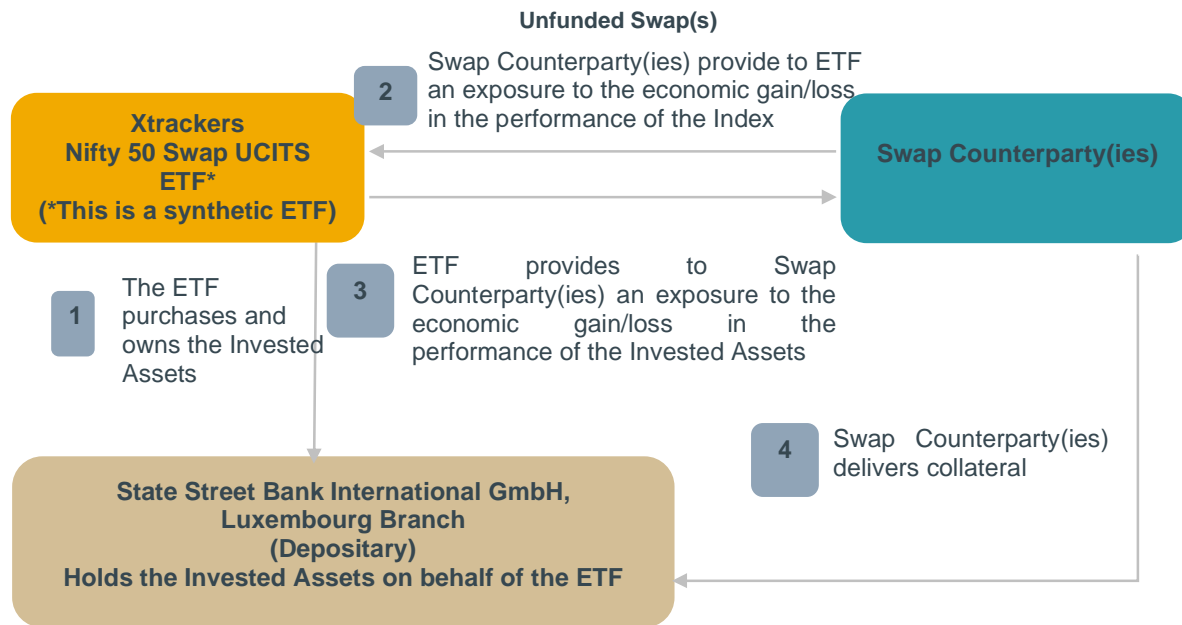 Unfunded Swap(s)
2
Swap Counterparty(ies) provide to ETF
an exposure to the economic gain/loss
in the performance of the Index
Xtrackers
Nifty 50 Swap UCITS
ETF*
(*This is a synthetic ETF)
Swap Counterparty(ies)
1
The ETF
purchases and
owns the Invested
Assets
3
ETF provides to Swap
Counterparty(ies) an exposure to the
economic gain/loss in the
performance of the Invested Assets
4
Swap Counterparty(ies)
delivers collateral
State Street Bank International GmbH,
Luxembourg Branch
(Depositary)
Holds the Invested Assets on behalf of the ETF